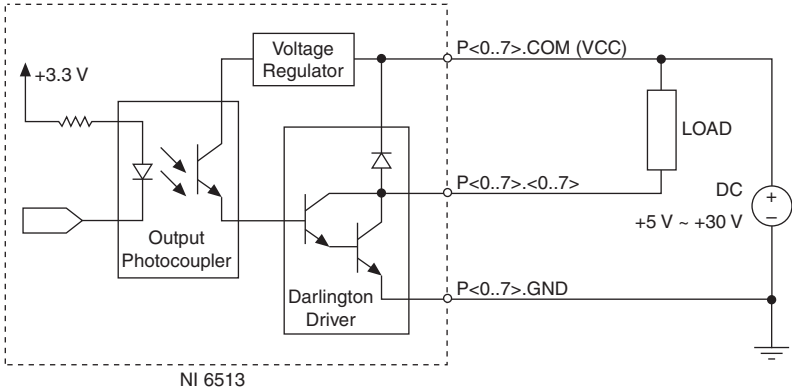 Voltage
Regulator
P<0..7>.COM (VCC)
+3.3 V
LOAD
P<0..7>.<0..7>
DC
+
−
+5 V ~ +30 V
Output
Photocoupler
P<0..7>.GND
Darlington
Driver
NI 6513